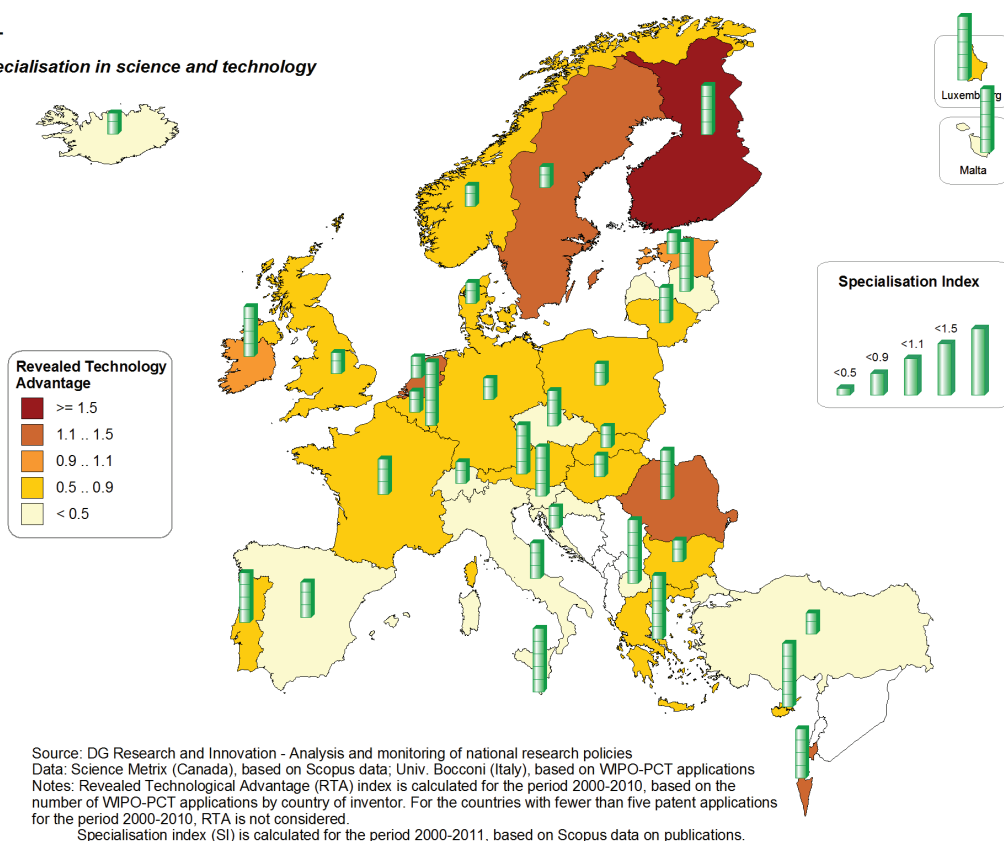 ecialisation in science and technology
Luxemburg
Malta
Specialisation Index
<0.5
<0.9
<1.1
<1.5
Revealed Technology
Advantage
>= 1.5
1.1 .. 1.5
0.9 .. 1.1
0.5 .. 0.9
< 0.5
Source: DG Research and Innovation - Analysis and monitoring of national research policies
Data: Science Metrix (Canada), based on Scopus data; Univ. Bocconi (Italy), based on WIPO-PCT applications
Notes: Revealed Technological Advantage (RTA) index is calculated for the period 2000-2010, based on the
number of WIPO-PCT applications by country of inventor. For the countries with fewer than five patent applications
for the period 2000-2010, RTA is not considered.
Specialisation index (SI) is calculated for the period 2000-2011, based on Scopus data on publications.